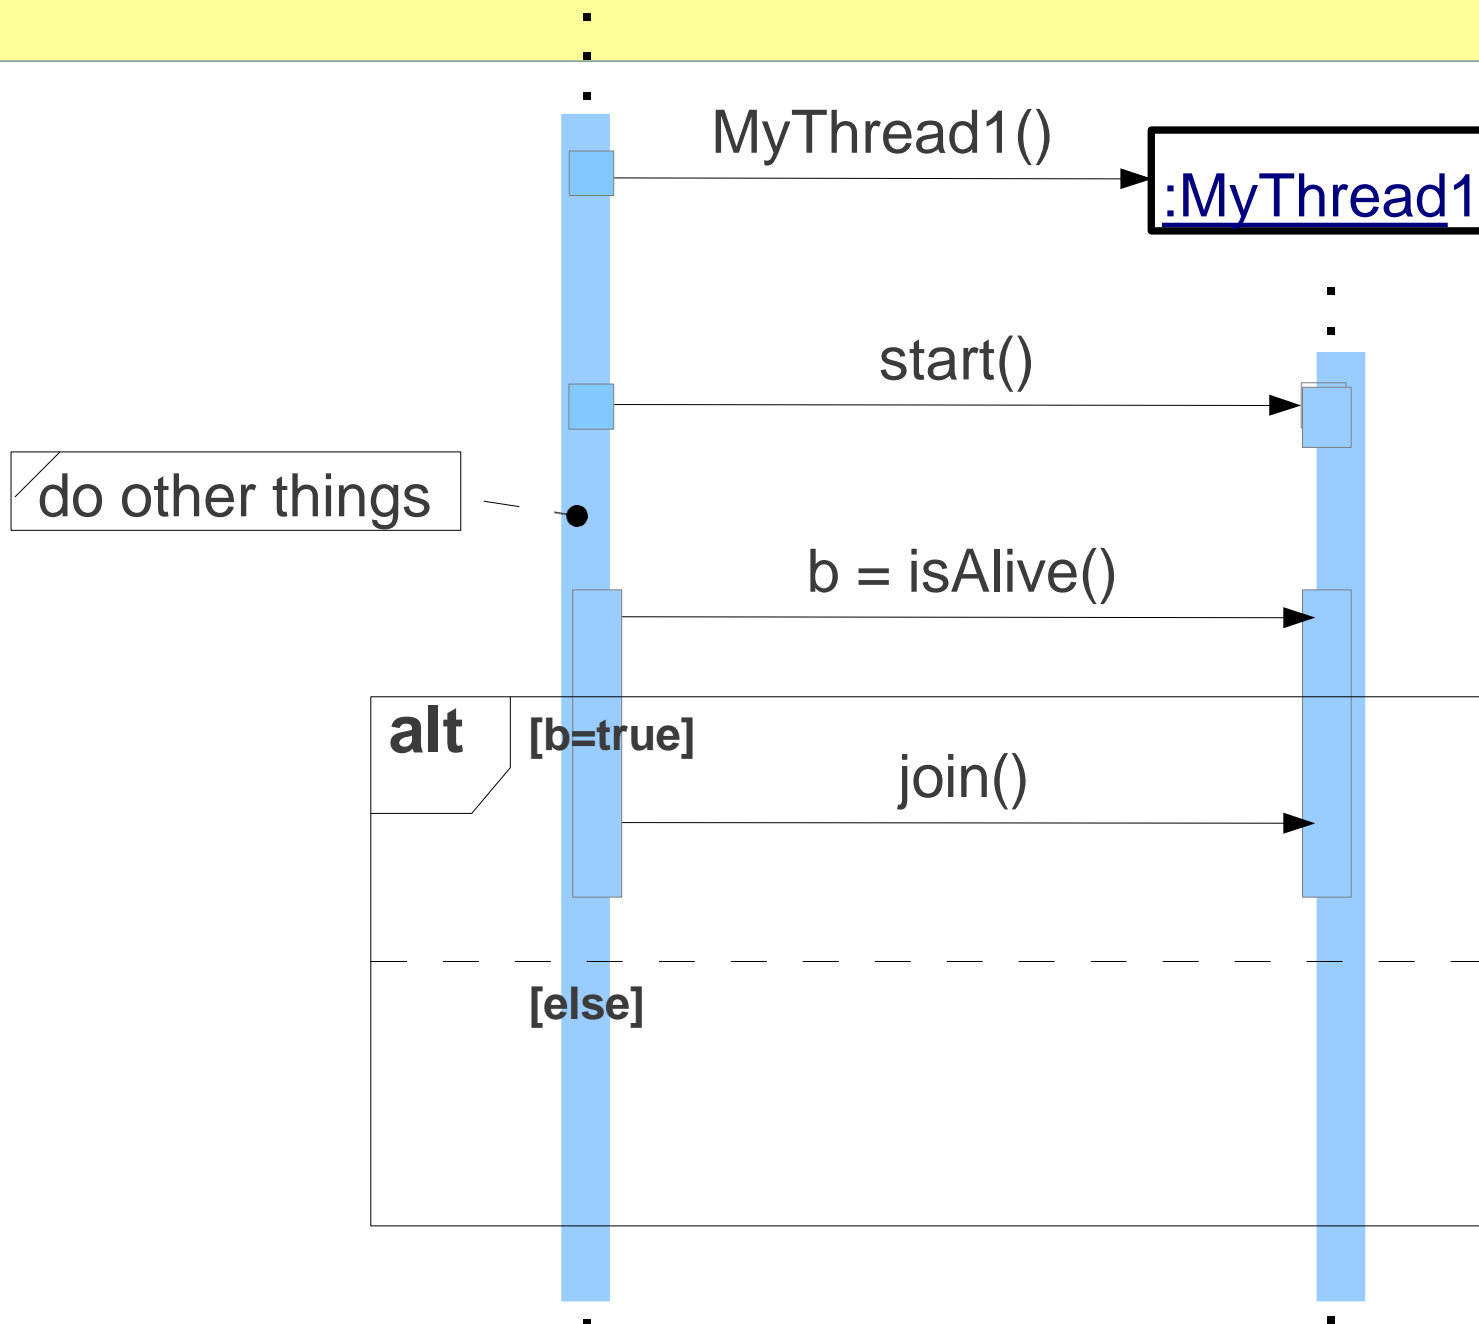 MyThread1()
:MyThread1
start()
do other things
b = isAlive()
alt [b=true]
join()
[else]